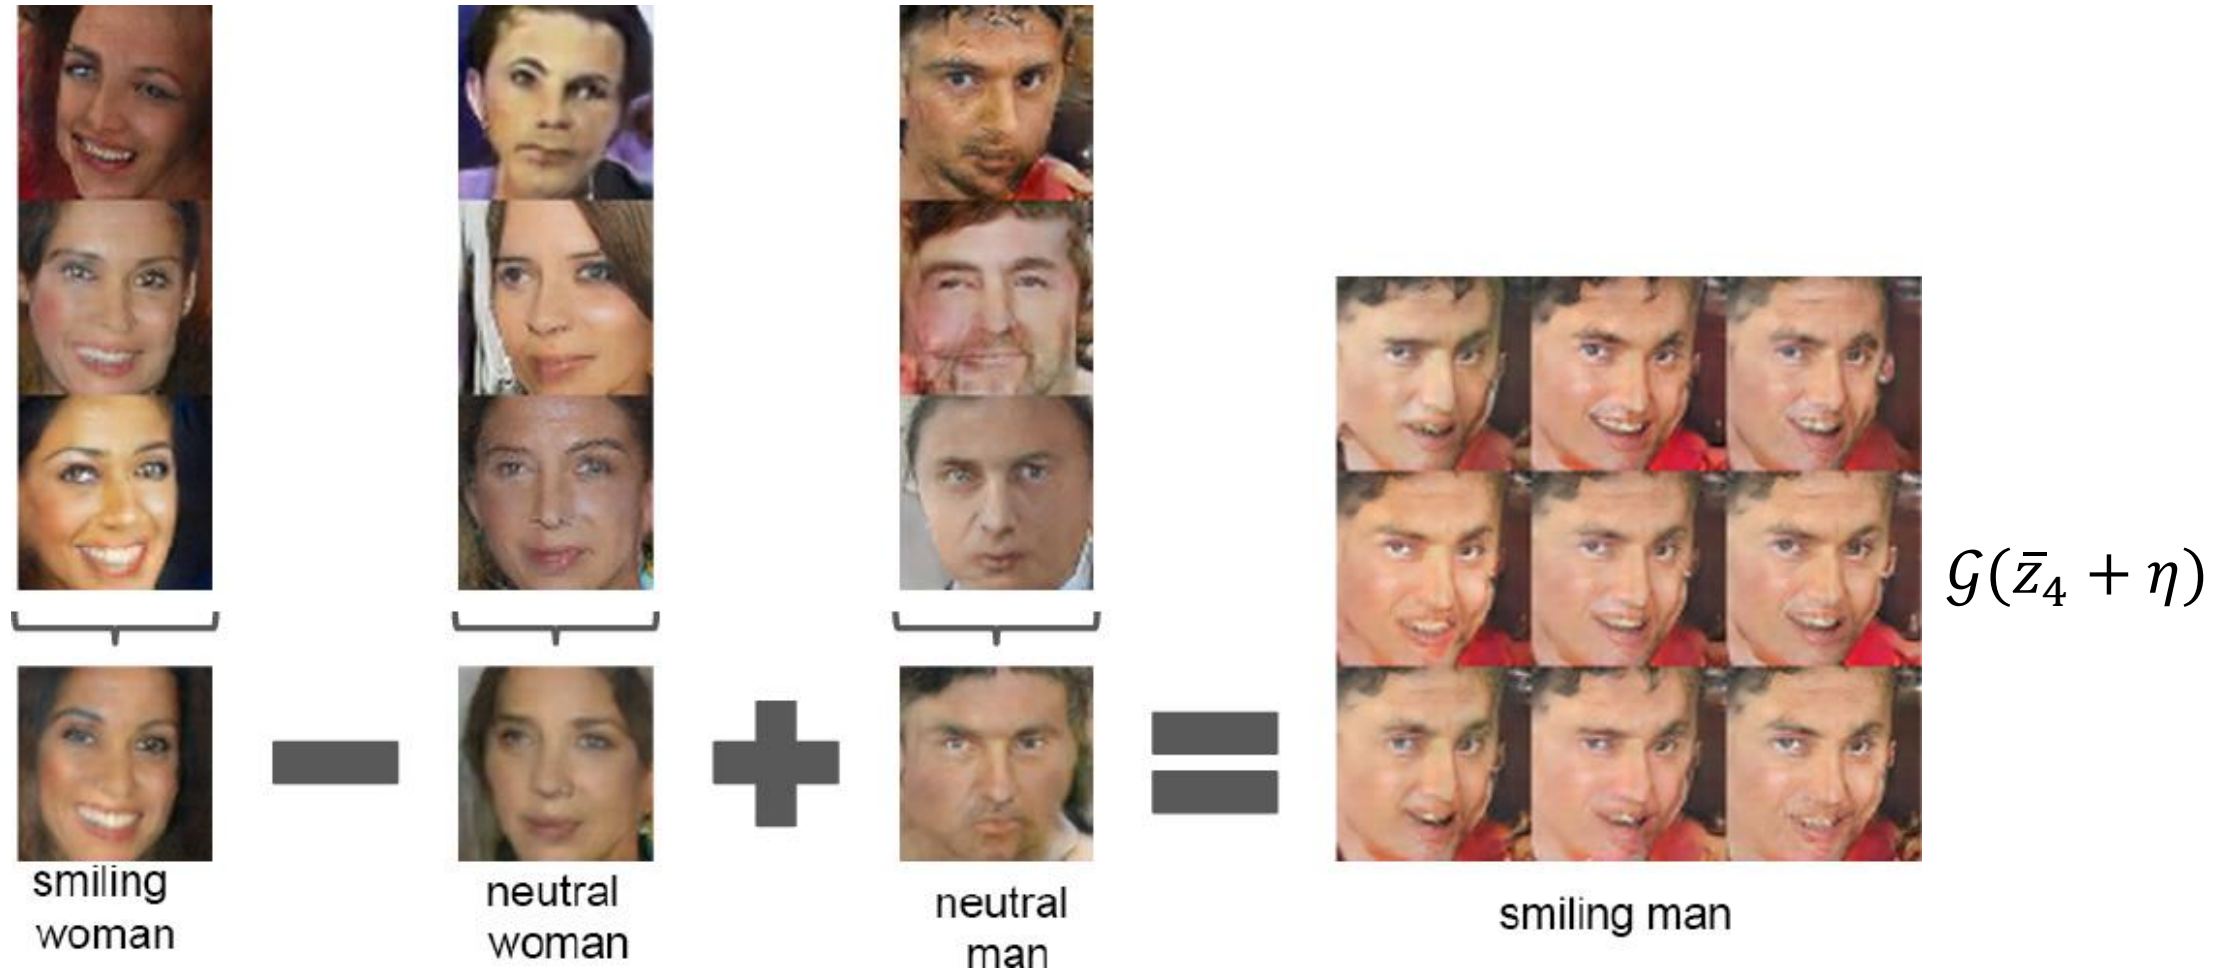 𝒢(z̄₄ + η)
smiling
woman
neutral
woman
neutral
man
smiling man